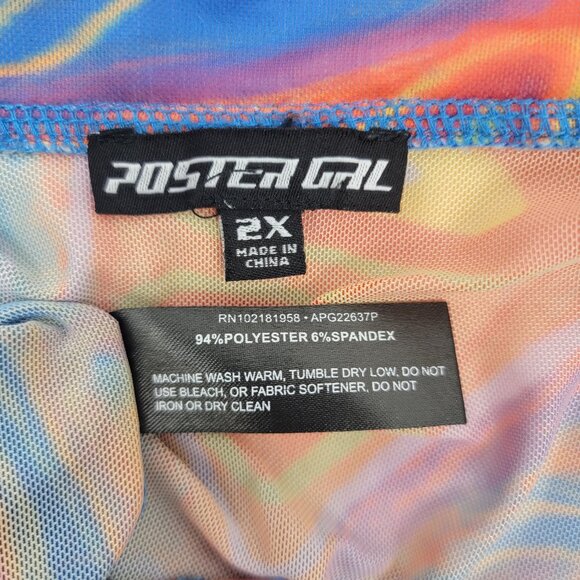 POSTER GRL
2X
MADE IN
CHINA
RN102181958 • APG22637P
94%POLYESTER 6%SPANDEX
MACHINE WASH WARM, TUMBLE DRY LOW. DO NOT
USE BLEACH, OR FABRIC SOFTENER, DO NOT
IRON OR DRY CLEAN